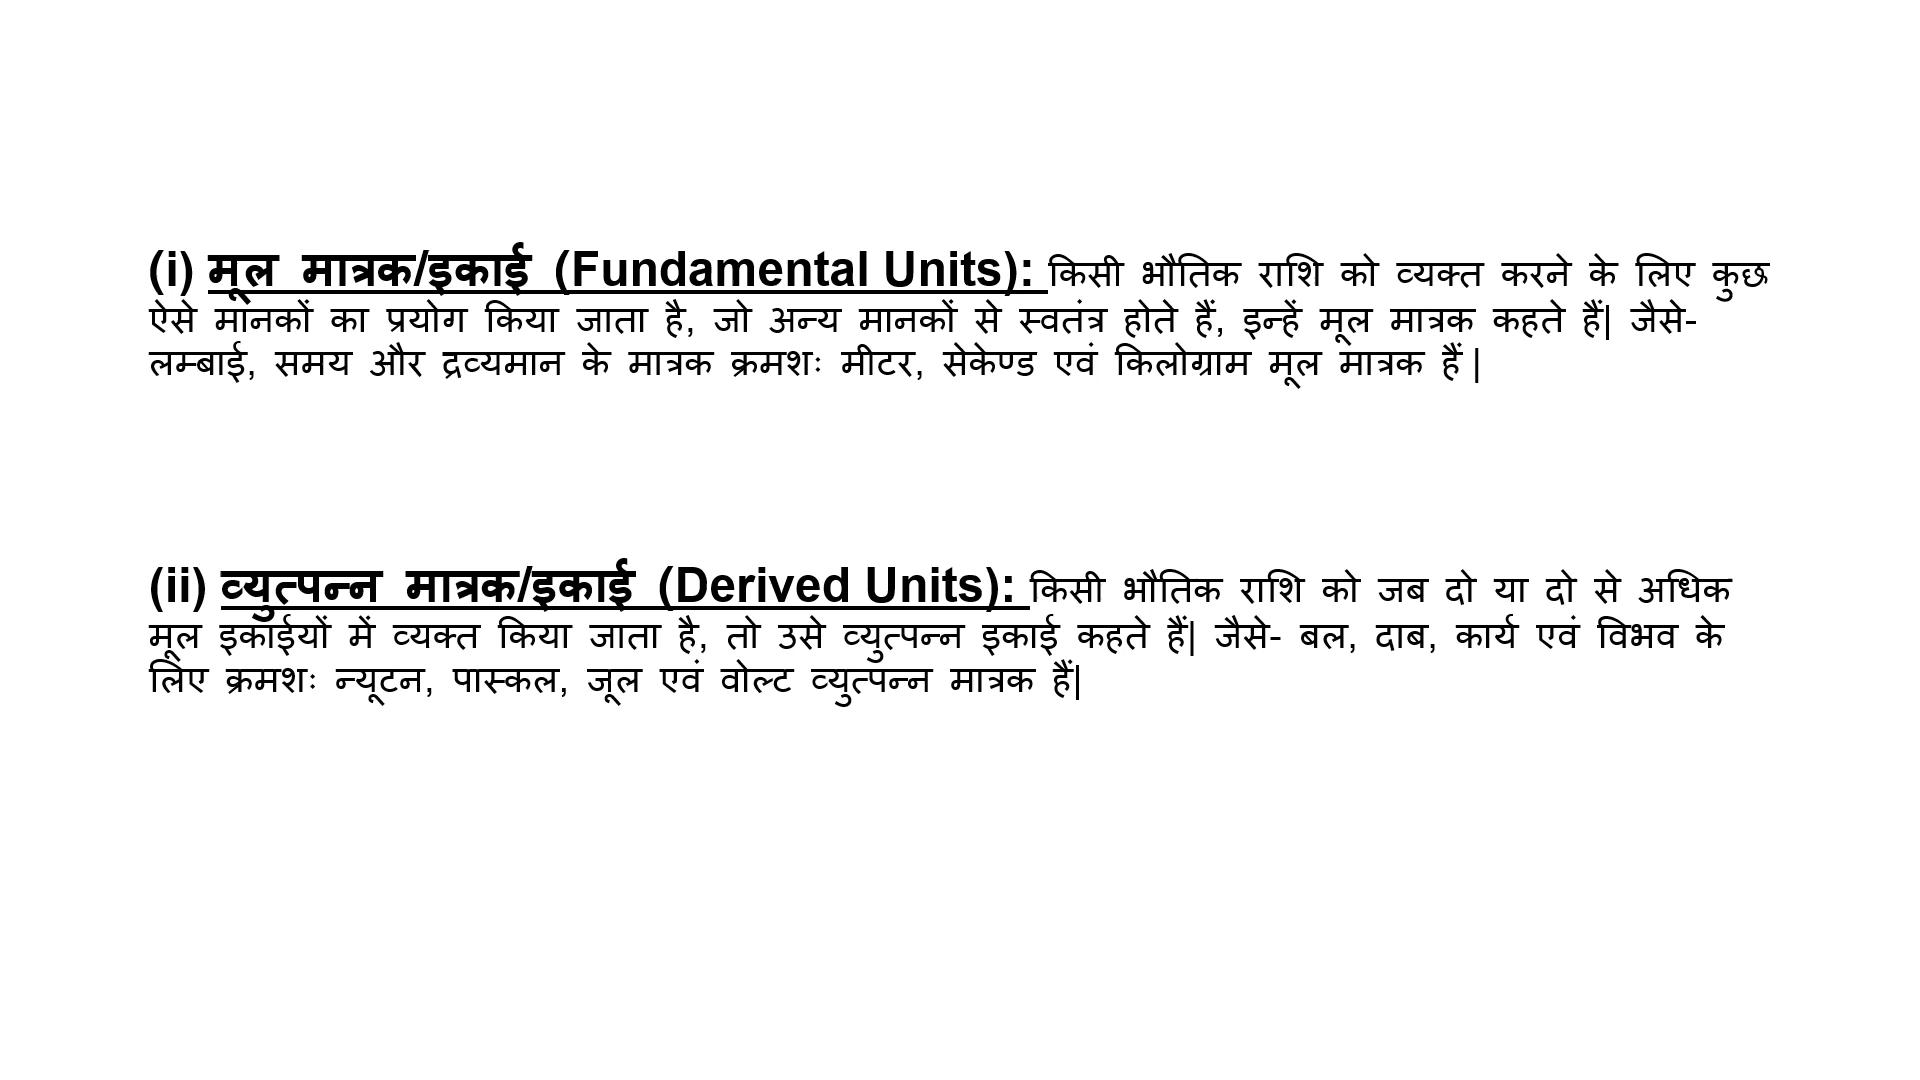 (i) मूल मात्रक/इकाई (Fundamental Units): किसी भौतिक राशि को व्यक्त करने के लिए कुछ
ऐसे मानकों का प्रयोग किया जाता है, जो अन्य मानकों से स्वतंत्र होते हैं, इन्हें मूल मात्रक कहते हैं| जैसे-
लम्बाई, समय और द्रव्यमान के मात्रक क्रमशः मीटर, सेकेण्ड एवं किलोग्राम मूल मात्रक हैं |
(ii) व्युत्पन्न मात्रक/इकाई (Derived Units): किसी भौतिक राशि को जब दो या दो से अधिक
मूल इकाईयों में व्यक्त किया जाता है, तो उसे व्युत्पन्न इकाई कहते हैं| जैसे- बल, दाब, कार्य एवं विभव के
लिए क्रमशः न्यूटन, पास्कल, जूल एवं वोल्ट व्युत्पन्न मात्रक हैं|